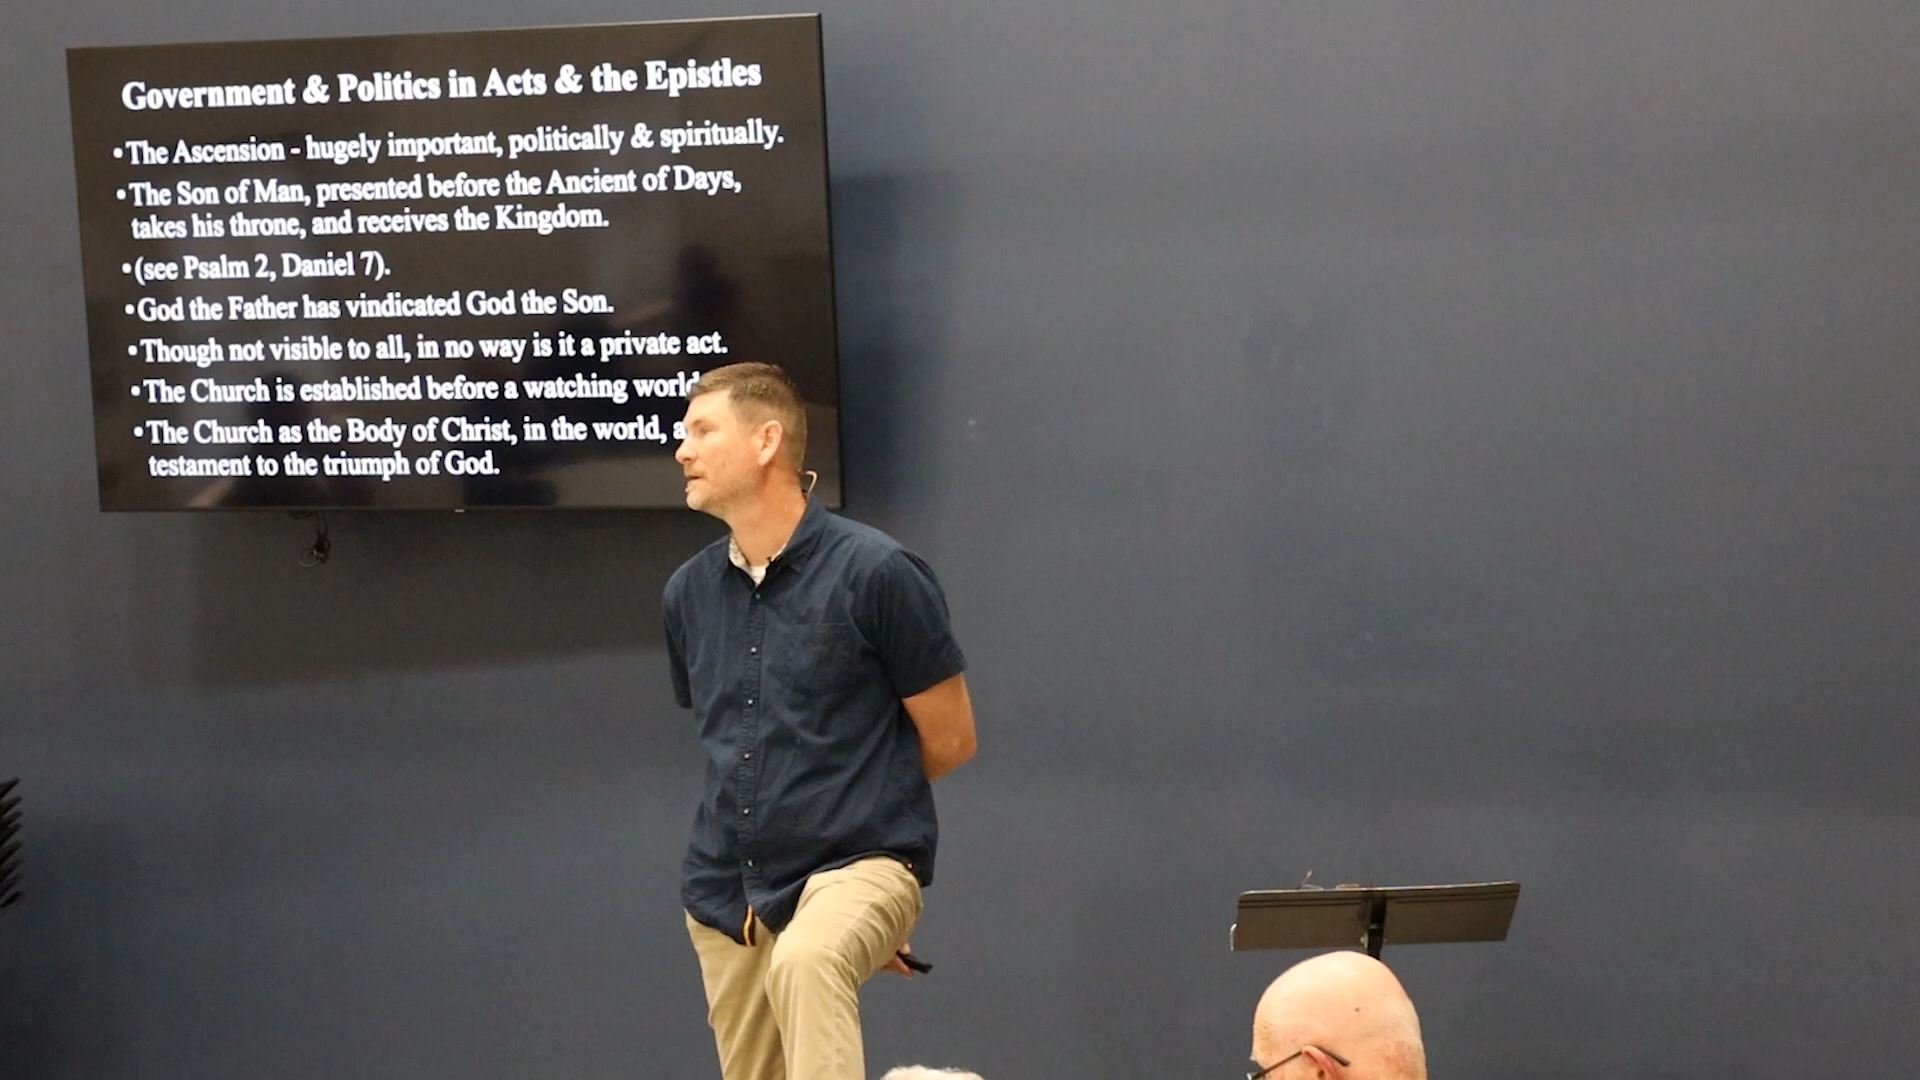 Government & Politics in Acts & the Epistles
•The Ascension - hugely important, politically & spiritually.
•The Son of Man, presented before the Ancient of Days,
takes his throne, and receives the Kingdom.
•(see Psalm 2, Daniel 7).
•God the Father has vindicated God the Son.
•Though not visible to all, in no way is it a private act.
•The Church is established before a watching world
•The Church as the Body of Christ, in the world, a
testament to the triumph of God.